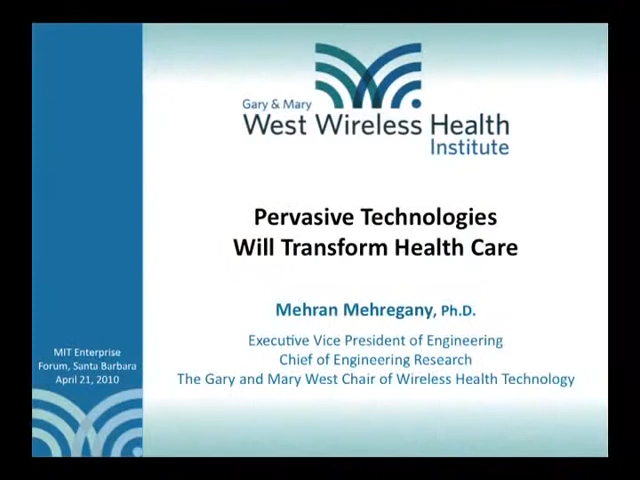 Gary & Mary
West Wireless Health
Institute
Pervasive Technologies
Will Transform Health Care
Mehran Mehregany, Ph.D.
Executive Vice President of Engineering
Chief of Engineering Research
The Gary and Mary West Chair of Wireless Health Technology
MIT Enterprise
Forum, Santa Barbara
April 21, 2010